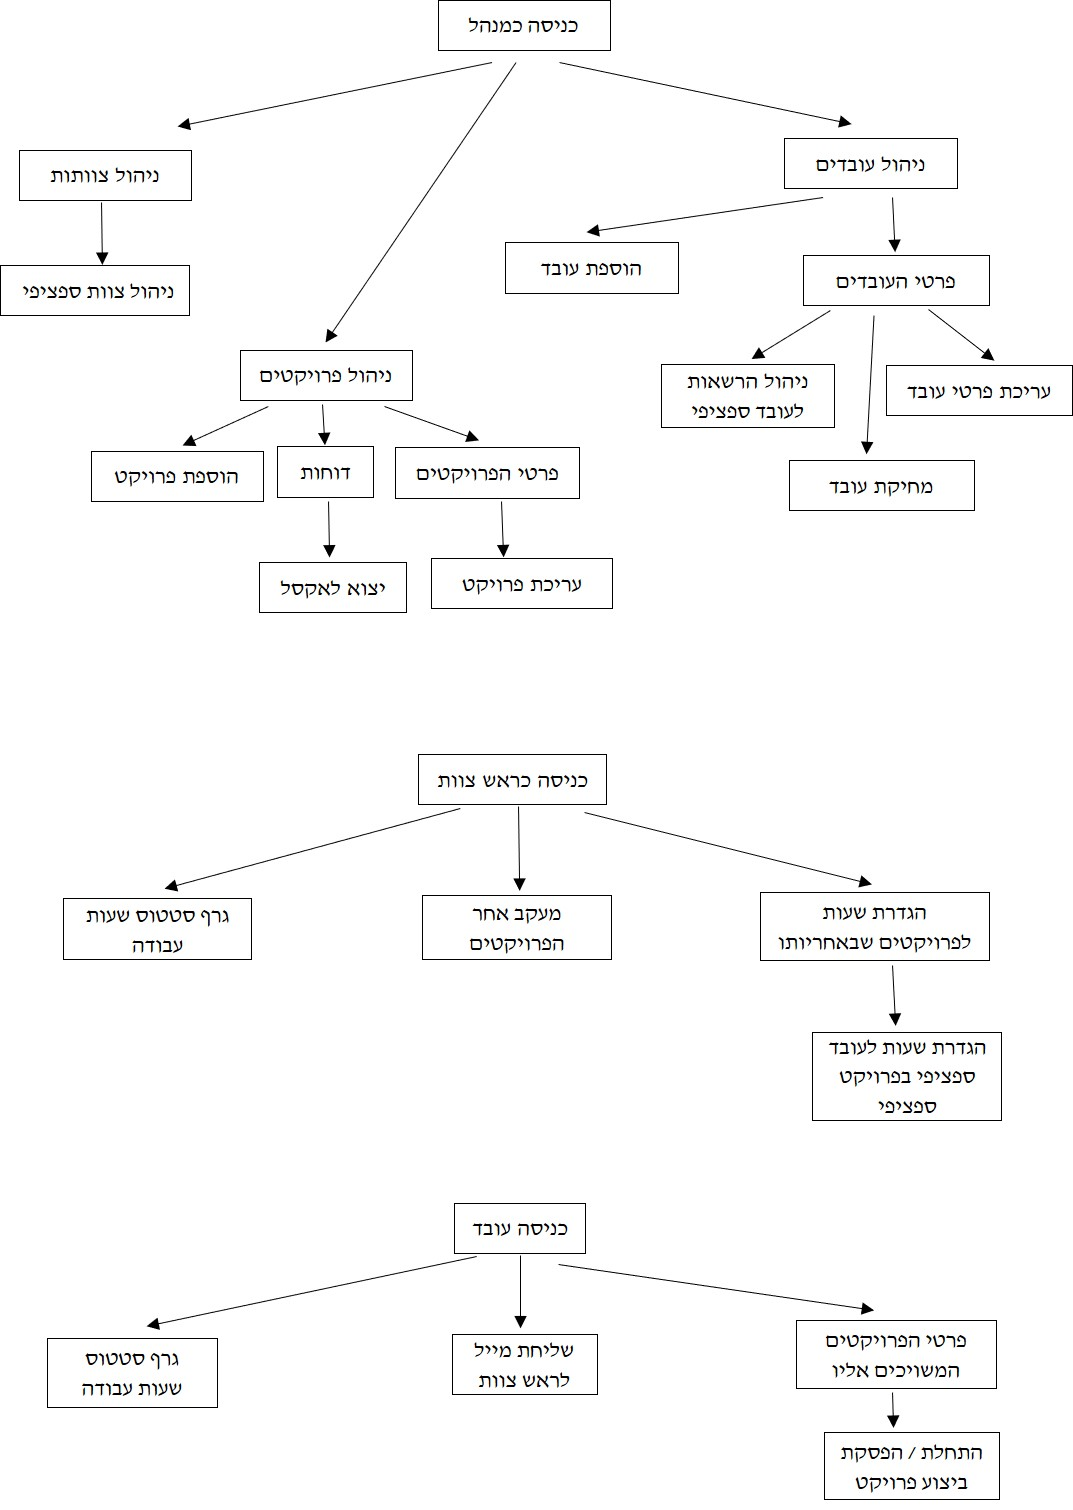 כניסה כמנהל
ניהול עובדים
ניהול צוותות
הוספת עובד
פרטי העובדים
ניהול צוות ספציפי
ניהול פרויקטים
ניהול הרשאות
לעובד ספציפי
עריכת פרטי עובד
פרטי הפרויקטים
דוחות
הוספת פרויקט
מחיקת עובד
עריכת פרויקט
יצוא לאקסל
כניסה כראש צוות
הגדרת שעות
לפרויקטים שבאחריותו
מעקב אחר
הפרויקטים
גרף סטטוס שעות
עבודה
הגדרת שעות לעובד
ספציפי בפרויקט
ספציפי
כניסה עובד
פרטי הפרויקטים
המשויכים אליו
שליחת מייל
לראש צוות
גרף סטטוס
שעות עבודה
התחלת / הפסקת
ביצוע פרויקט